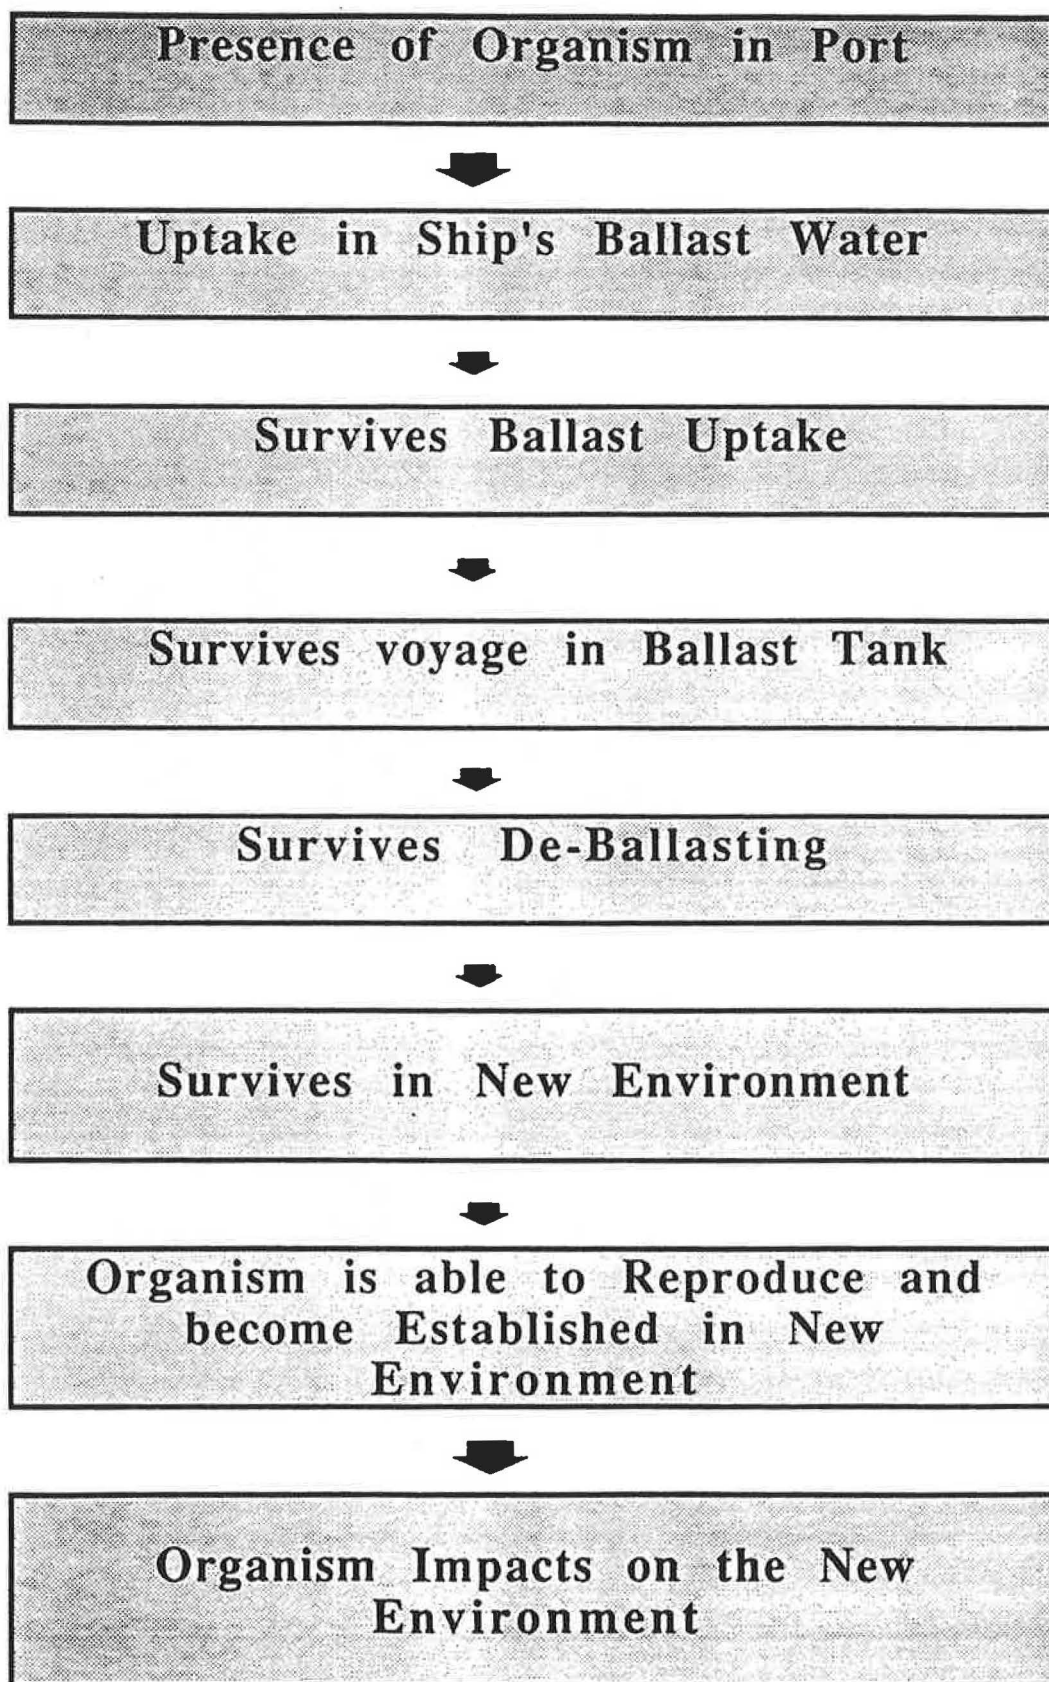 Presence of Organism in Port
Uptake in Ship's Ballast Water
Survives Ballast Uptake
Survives voyage in Ballast Tank
Survives De-Ballasting
Survives in New Environment
Organism is able to Reproduce and
become Established in New
Environment
Organism Impacts on the New
Environment